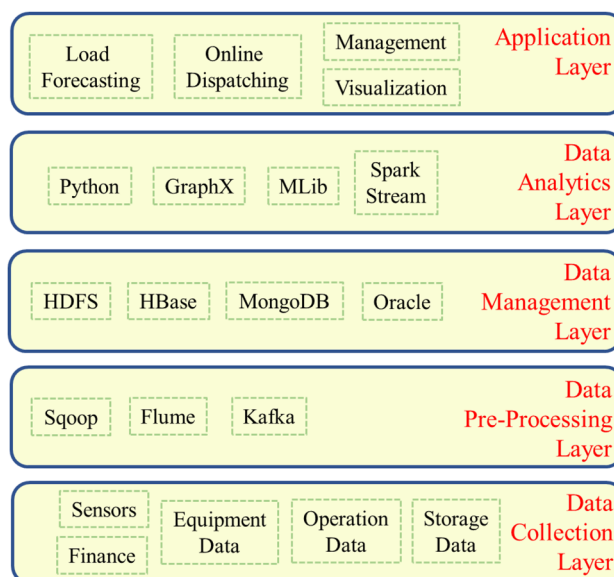 Load
Forecasting
Online
Dispatching
Management
Visualization
Application
Layer
Python
GraphX
MLib
Spark
Stream
Data
Analytics
Layer
HDFS
HBase
MongoDB
Oracle
Data
Management
Layer
Sqoop
Flume
Kafka
Data
Pre-Processing
Layer
Sensors
Finance
Equipment
Data
Operation
Data
Storage
Data
Data
Collection
Layer